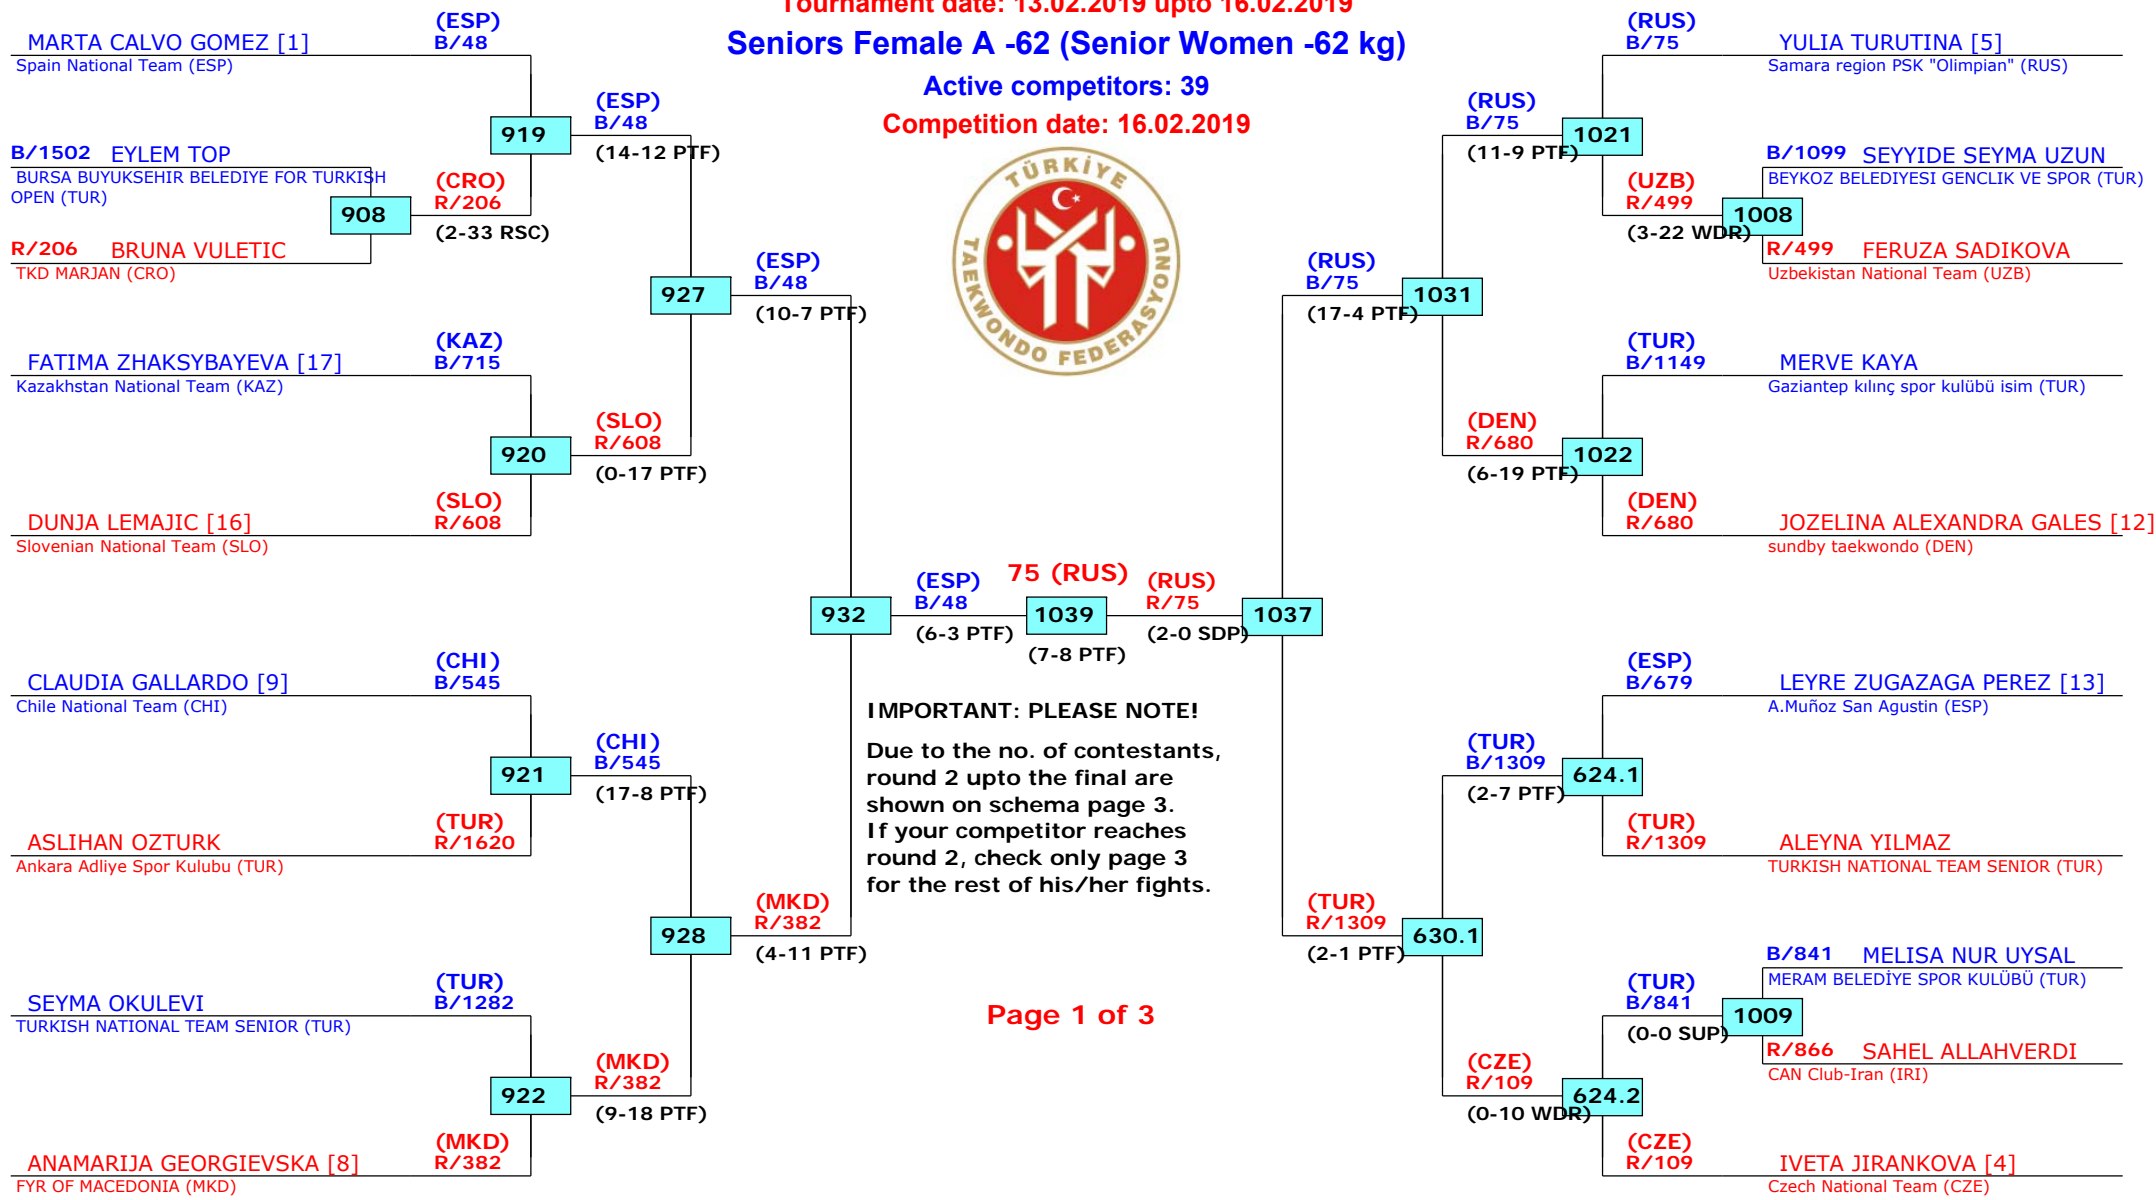 Tournament date: 13.02.2019 upto 16.02.2019
Seniors Female A -62 (Senior Women -62 kg)
Active competitors: 39
Competition date: 16.02.2019
TÜRKİYE
TAEKWONDO FEDERASYONU
MARTA CALVO GOMEZ [1]
Spain National Team (ESP)
(ESP)
B/48
B/1502 EYLEM TOP
BURSA BUYUKSEHIR BELEDIYE FOR TURKISH
OPEN (TUR)
908
R/206 BRUNA VULETIC
TKD MARJAN (CRO)
(CRO)
R/206
(2-33 RSC)
919
(ESP)
B/48
(14-12 PTF)
FATIMA ZHAKSYBAYEVA [17]
Kazakhstan National Team (KAZ)
(KAZ)
B/715
920
(SLO)
R/608
(0-17 PTF)
DUNJA LEMAJIC [16]
Slovenian National Team (SLO)
(SLO)
R/608
927
(ESP)
B/48
(10-7 PTF)
CLAUDIA GALLARDO [9]
Chile National Team (CHI)
(CHI)
B/545
921
(CHI)
B/545
(17-8 PTF)
ASLIHAN OZTURK
Ankara Adliye Spor Kulubu (TUR)
(TUR)
R/1620
928
(MKD)
R/382
(4-11 PTF)
SEYMA OKULEVI
TURKISH NATIONAL TEAM SENIOR (TUR)
(TUR)
B/1282
922
(MKD)
R/382
(9-18 PTF)
ANAMARIJA GEORGIEVSKA [8]
FYR OF MACEDONIA (MKD)
(MKD)
R/382
932
(ESP)
B/48
(6-3 PTF)
75 (RUS)
1039
(7-8 PTF)
(RUS)
R/75
(2-0 SDP)
1037
IMPORTANT: PLEASE NOTE!
Due to the no. of contestants,
round 2 upto the final are
shown on schema page 3.
If your competitor reaches
round 2, check only page 3
for the rest of his/her fights.
Page 1 of 3
(RUS)
B/75
YULIA TURUTINA [5]
Samara region PSK "Olimpian" (RUS)
(RUS)
B/75
(11-9 PTF)
1021
B/1099 SEYYIDE SEYMA UZUN
BEYKOZ BELEDIYESI GENCLIK VE SPOR (TUR)
(UZB)
R/499
(3-22 WDR)
1008
R/499 FERUZA SADIKOVA
Uzbekistan National Team (UZB)
(RUS)
B/75
(17-4 PTF)
1031
(TUR)
B/1149
MERVE KAYA
Gaziantep kılınç spor kulübü isim (TUR)
(DEN)
R/680
(6-19 PTF)
1022
(DEN)
R/680
JOZELINA ALEXANDRA GALES [12]
sundby taekwondo (DEN)
(ESP)
B/679
LEYRE ZUGAZAGA PEREZ [13]
A.Muñoz San Agustin (ESP)
(TUR)
B/1309
(2-7 PTF)
624.1
(TUR)
R/1309
ALEYNA YILMAZ
TURKISH NATIONAL TEAM SENIOR (TUR)
(TUR)
R/1309
(2-1 PTF)
630.1
B/841 MELISA NUR UYSAL
MERAM BELEDİYE SPOR KULÜBÜ (TUR)
(TUR)
B/841
(0-0 SUP)
1009
R/866 SAHEL ALLAHVERDI
CAN Club-Iran (IRI)
(CZE)
R/109
(0-10 WDR)
624.2
(CZE)
R/109
IVETA JIRANKOVA [4]
Czech National Team (CZE)